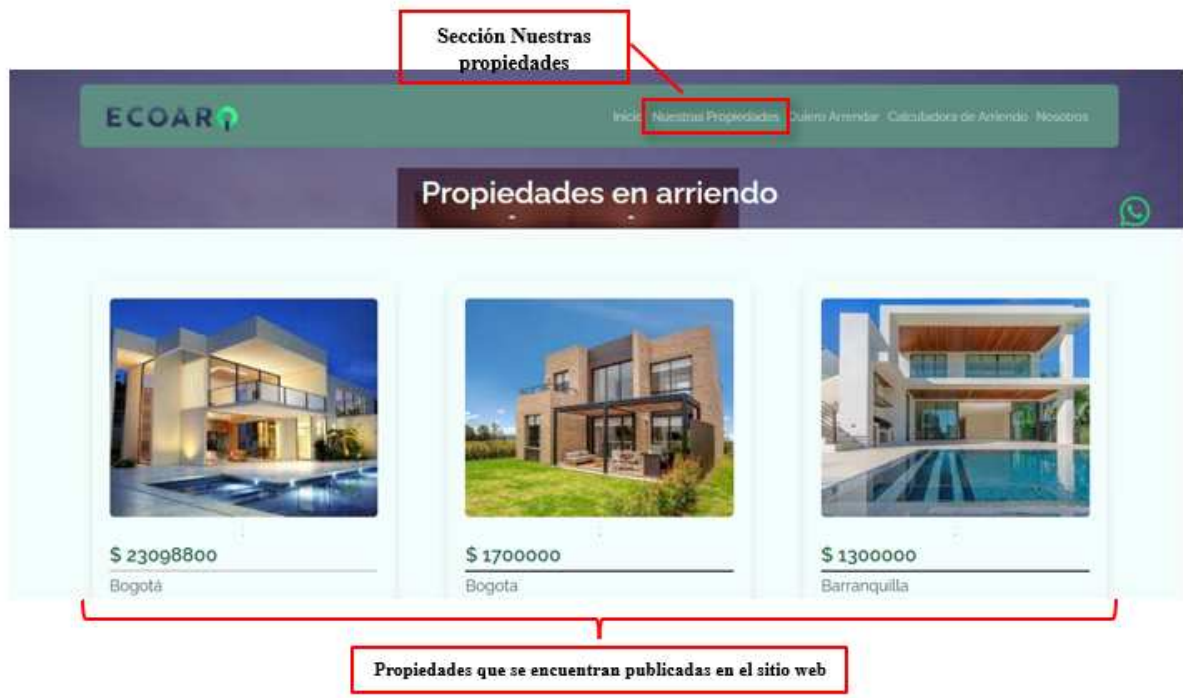 Sección Nuestras
propiedades
ECOARQ
Inicio Nuestras Propiedades Quiero Arrendar Calculadora de Arriendo Nosotros
Propiedades en arriendo
$ 23098800 $ 1700000 $ 1300000
Bogotá Bogota Barranquilla
Propiedades que se encuentran publicadas en el sitio web